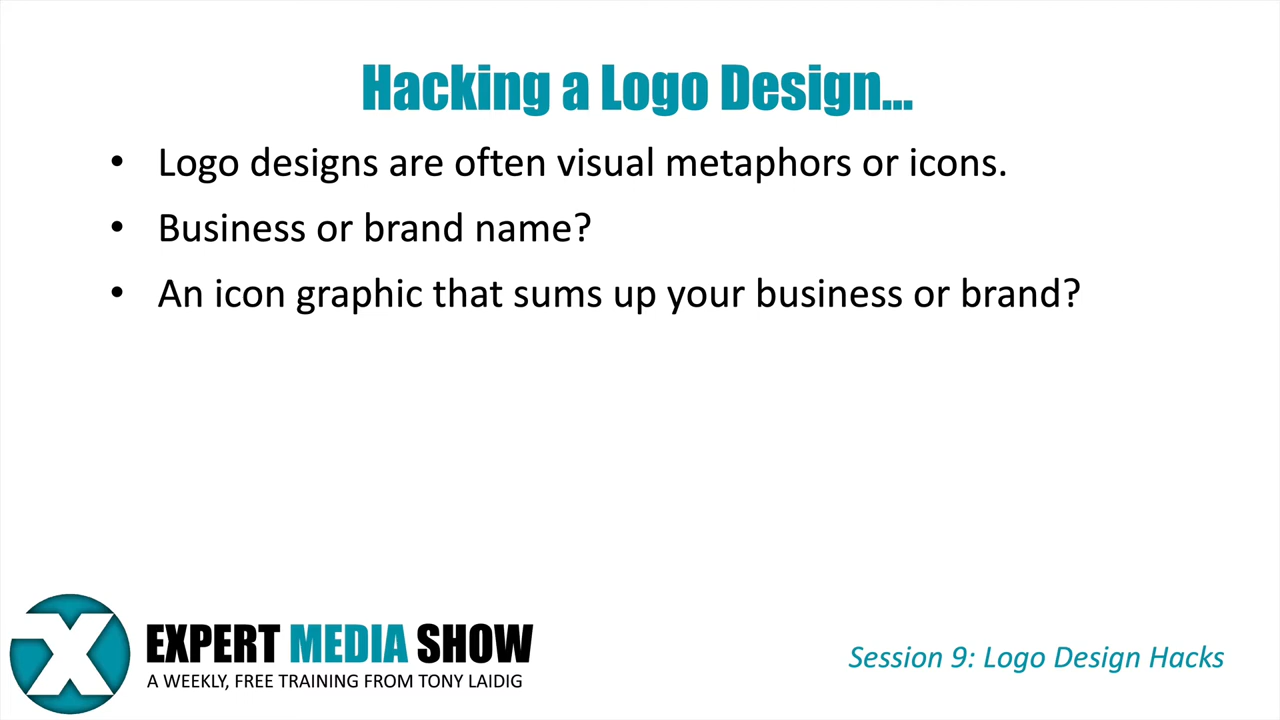 Hacking a Logo Design...
• Logo designs are often visual metaphors or icons.
• Business or brand name?
• An icon graphic that sums up your business or brand?
X
EXPERT MEDIA SHOW
A WEEKLY, FREE TRAINING FROM TONY LAIDIG
Session 9: Logo Design Hacks